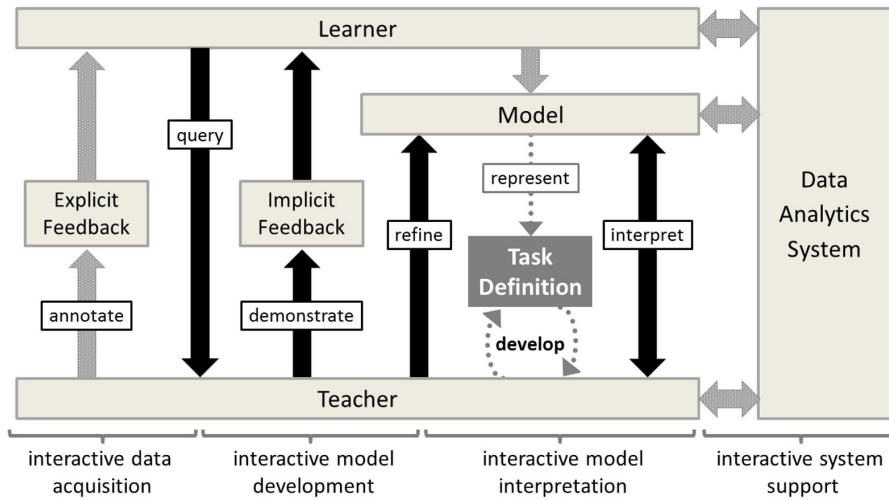 Learner
query
Model
represent
Explicit
Feedback
Implicit
Feedback
refine
Task
Definition
interpret
Data
Analytics
System
annotate
demonstrate
develop
Teacher
interactive data
acquisition
interactive model
development
interactive model
interpretation
interactive system
support